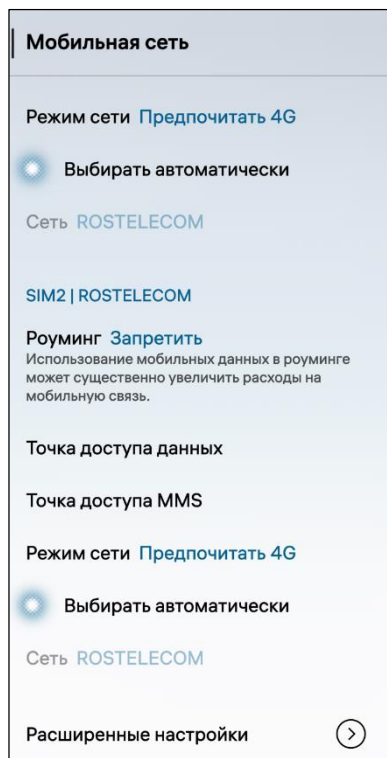 Мобильная сеть
Режим сети Предпочитать 4G
Выбирать автоматически
Сеть ROSTELECOM
SIM2 | ROSTELECOM
Роуминг Запретить
Использование мобильных данных в роуминге
может существенно увеличить расходы на
мобильную связь.
Точка доступа данных
Точка доступа MMS
Режим сети Предпочитать 4G
Выбирать автоматически
Сеть ROSTELECOM
Расширенные настройки